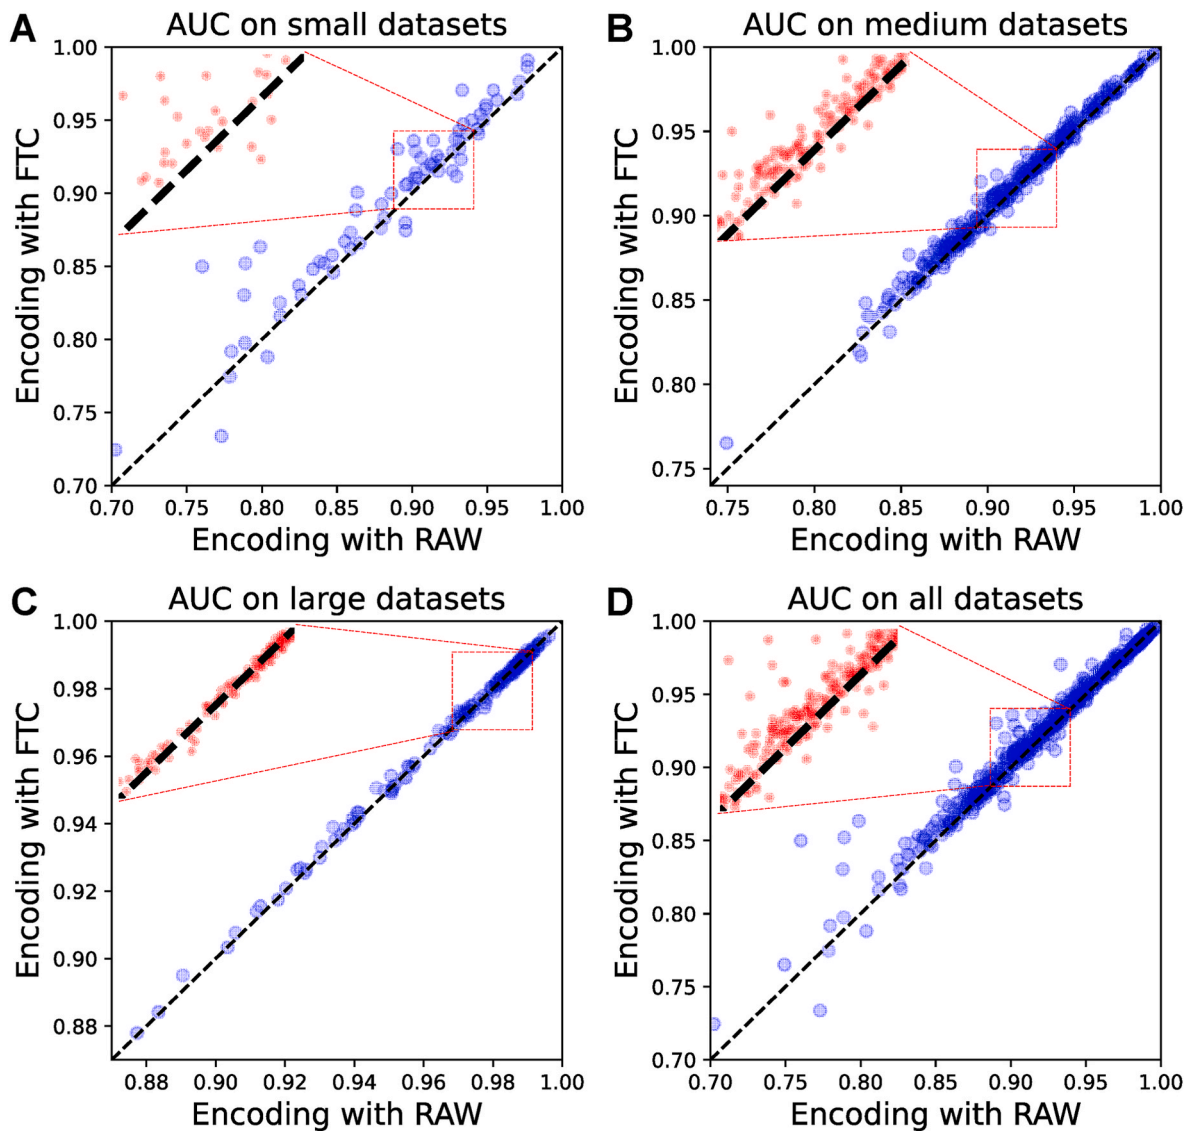 A
AUC on small datasets
1.00
0.95
0.90
0.85
0.80
0.75
0.70
Encoding with FTC
0.70 0.75 0.80 0.85 0.90 0.95 1.00
Encoding with RAW
B
AUC on medium datasets
1.00
0.95
0.90
0.85
0.80
0.75
Encoding with FTC
0.75 0.80 0.85 0.90 0.95 1.00
Encoding with RAW
C
AUC on large datasets
1.00
0.98
0.96
0.94
0.92
0.90
0.88
Encoding with FTC
0.88 0.90 0.92 0.94 0.96 0.98 1.00
Encoding with RAW
D
AUC on all datasets
1.00
0.95
0.90
0.85
0.80
0.75
0.70
Encoding with FTC
0.70 0.75 0.80 0.85 0.90 0.95 1.00
Encoding with RAW